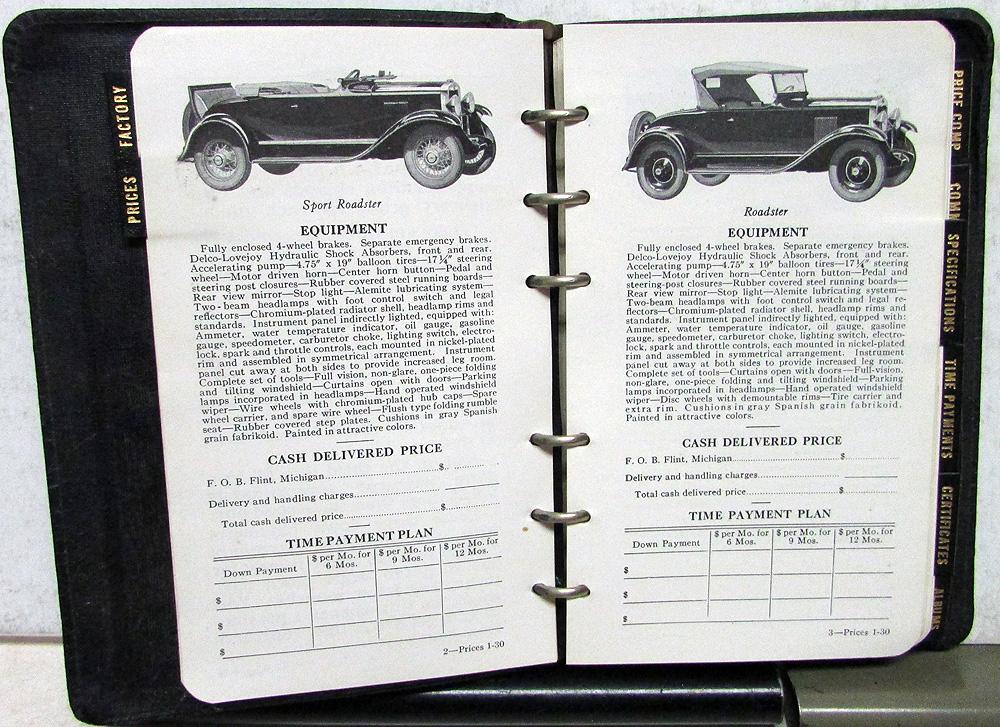 PRICES FACTORY
Sport Roadster
EQUIPMENT
Fully enclosed 4-wheel brakes. Separate emergency brakes.
Delco-Lovejoy Hydraulic Shock Absorbers, front and rear.
Accelerating pump—4.75" x 19" balloon tires—17¼" steering
wheel—Motor driven horn—Center horn button—Pedal and
steering post closures—Rubber covered steel running boards—
Rear view mirror—Stop light—Alemite lubricating system—
Two-beam headlamps with foot control switch and legal
reflectors—Chromium-plated radiator shell, headlamp rims and
standards. Instrument panel indirectly lighted, equipped with:
Ammeter, water temperature indicator, oil gauge, gasoline
gauge, speedometer, carburetor choke, lighting switch, electro-
lock, spark and throttle controls, each mounted in nickel-plated
rim and assembled in symmetrical arrangement. Instrument
panel cut away at both sides to provide increased leg room.
Complete set of tools—Full vision, non-glare, one-piece folding
and tilting windshield—Curtains open with doors—Parking
lamps incorporated in headlamps—Hand operated windshield
wiper—Wire wheels with chromium-plated hub caps—Spare
wheel carrier, and spare wire wheel—Flush type folding rumble
seat—Rubber covered step plates. Cushions in gray Spanish
grain fabrikoid. Painted in attractive colors.
CASH DELIVERED PRICE
F. O. B. Flint, Michigan........................$..
Delivery and handling charges........................
Total cash delivered price........................$
TIME PAYMENT PLAN
Down Payment $ per Mo. for 6 Mos. $ per Mo. for 9 Mos. $ per Mo. for 12 Mos.
$
$
$
2—Prices 1-30
Roadster
EQUIPMENT
Fully enclosed 4-wheel brakes. Separate emergency brakes.
Delco-Lovejoy Hydraulic Shock Absorbers, front and rear.
Accelerating pump—4.75" x 19" balloon tires—17¼" steering
wheel—Motor driven horn—Center horn button—Pedal and
steering-post closures—Rubber covered steel running boards—
Rear view mirror—Stop light—Alemite lubricating system—
Two-beam headlamps with foot control switch and legal re-
flectors—Chromium-plated radiator shell, headlamp rims and
standards. Instrument panel indirectly lighted, equipped with:
Ammeter, water temperature indicator, oil gauge, gasoline
gauge, speedometer, carburetor choke, lighting switch, electro-
lock, spark and throttle controls, each mounted in nickel-plated
rim and assembled in symmetrical arrangement. Instrument
panel cut away at both sides to provide increased leg room.
Complete set of tools—Curtains open with doors—Full-vision,
non-glare, one-piece folding and tilting windshield—Parking
lamps incorporated in headlamps—Hand operated windshield
wiper—Disc wheels with demountable rims—Tire carrier and
extra rim. Cushions in gray Spanish grain fabrikoid.
Painted in attractive colors.
CASH DELIVERED PRICE
F. O. B. Flint, Michigan........................$
Delivery and handling charges........................
Total cash delivered price........................$
TIME PAYMENT PLAN
Down Payment $ per Mo. for 6 Mos. $ per Mo. for 9 Mos. $ per Mo. for 12 Mos.
$
$
$
3—Prices 1-30
PRICE COMP
COMM
SPECIFICATIONS
TIME PAYMENTS
CERTIFICATES
ALBUMS